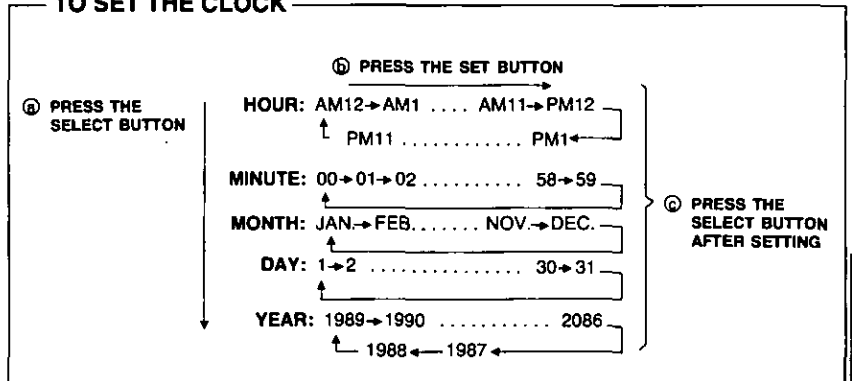 TO SET THE CLOCK
ⓑ PRESS THE SET BUTTON
ⓐ PRESS THE
SELECT BUTTON
HOUR: AM12→AM1 .... AM11→PM12
PM11 ............ PM1←
MINUTE: 00→01→02 .......... 58→59
MONTH: JAN.→FEB....... NOV.→DEC.
DAY: 1→2 ............... 30→31
YEAR: 1989→1990 .......... 2086
1988←1987←
ⓒ PRESS THE
SELECT BUTTON
AFTER SETTING